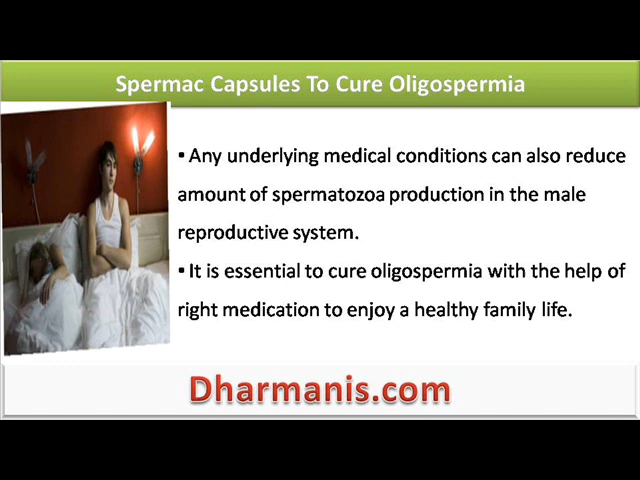 Spermac Capsules To Cure Oligospermia
▪ Any underlying medical conditions can also reduce
amount of spermatozoa production in the male
reproductive system.
▪ It is essential to cure oligospermia with the help of
right medication to enjoy a healthy family life.
Dharmanis.com